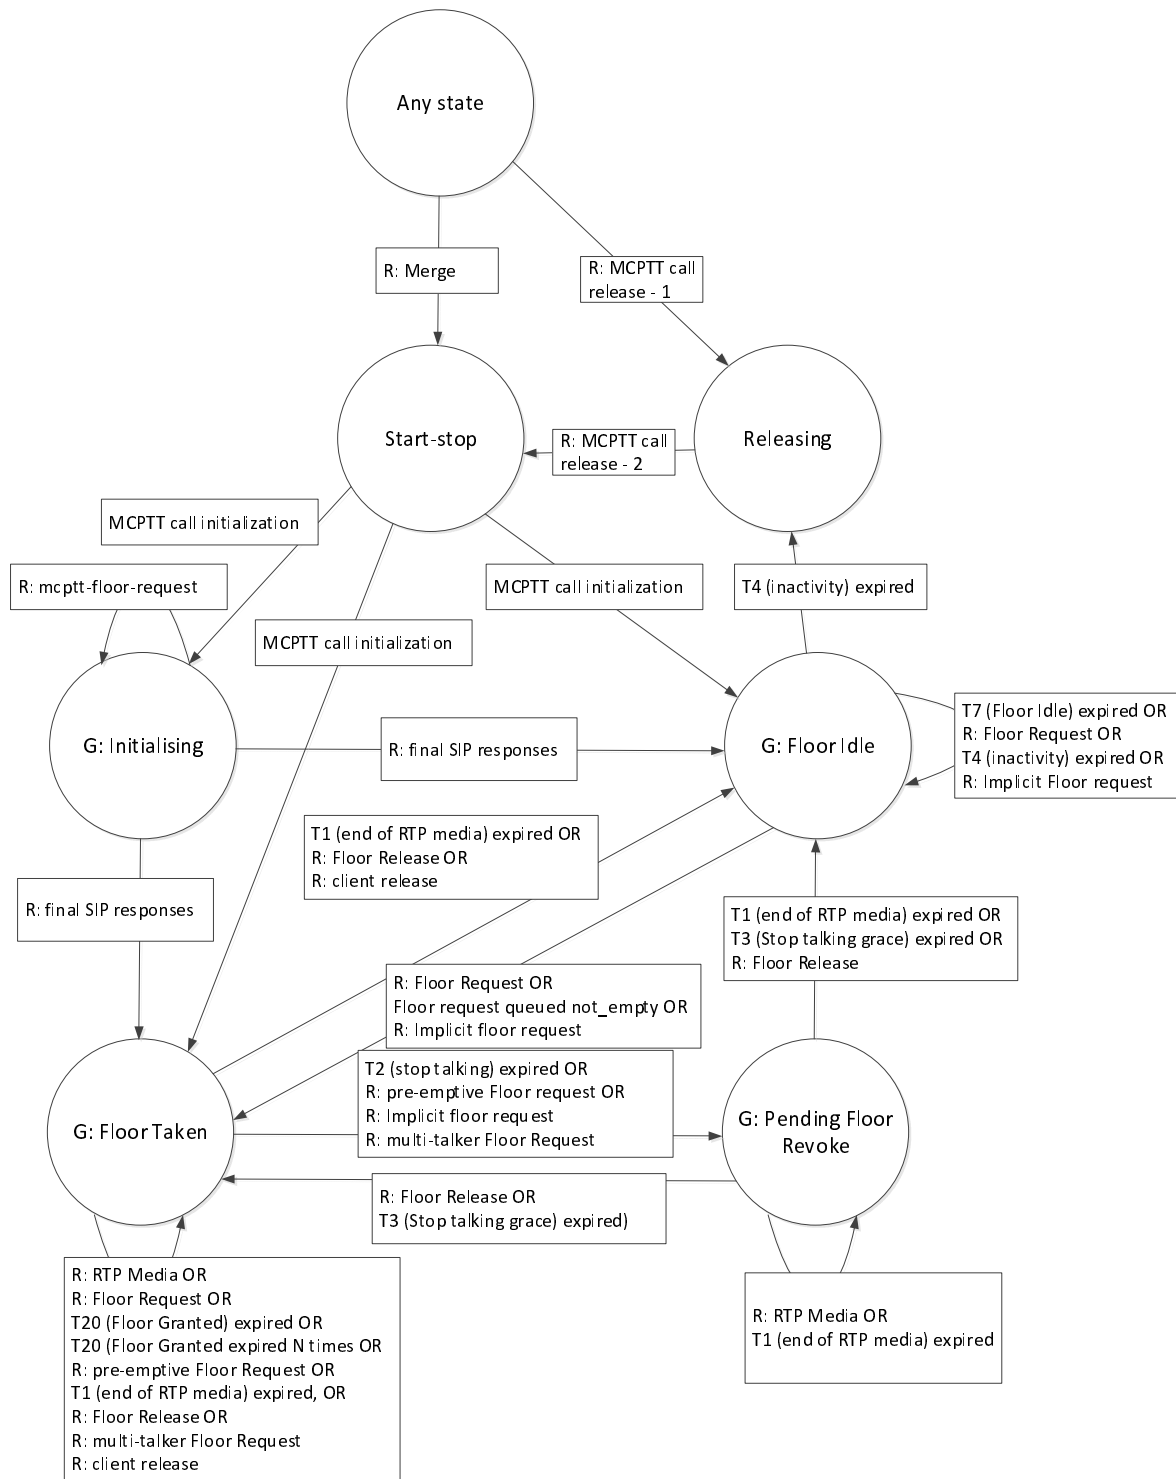 Any state
R: Merge
R: MCPTT call
release - 1
Start-stop
Releasing
R: MCPTT call
release - 2
MCPTT call initialization
R: mcptt-floor-request
MCPTT call initialization
T4 (inactivity) expired
MCPTT call initialization
G: Initialising
R: final SIP responses
G: Floor Idle
T7 (Floor Idle) expired OR
R: Floor Request OR
T4 (inactivity) expired OR
R: Implicit Floor request
T1 (end of RTP media) expired OR
R: Floor Release OR
R: client release
R: final SIP responses
T1 (end of RTP media) expired OR
T3 (Stop talking grace) expired OR
R: Floor Release
R: Floor Request OR
Floor request queued not_empty OR
R: Implicit floor request
T2 (stop talking) expired OR
R: pre-emptive Floor request OR
R: Implicit floor request
R: multi-talker Floor Request
G: Floor Taken
G: Pending Floor
Revoke
R: Floor Release OR
T3 (Stop talking grace) expired)
R: RTP Media OR
R: Floor Request OR
T20 (Floor Granted) expired OR
T20 (Floor Granted expired N times OR
R: pre-emptive Floor Request OR
T1 (end of RTP media) expired, OR
R: Floor Release OR
R: multi-talker Floor Request
R: client release
R: RTP Media OR
T1 (end of RTP media) expired